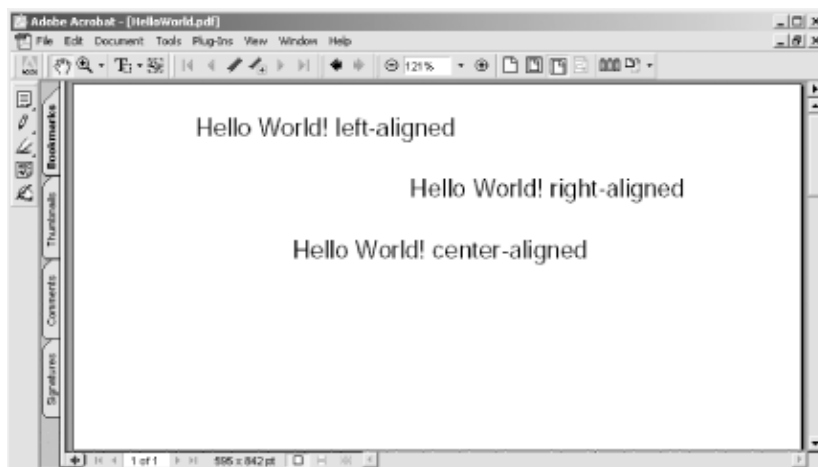 Adobe Acrobat - [HelloWorld.pdf]
File Edit Document Tools Plug-Ins View Window Help
121%
Bookmarks
Thumbnails
Comments
Signatures
Hello World! left-aligned
Hello World! right-aligned
Hello World! center-aligned
1 of 1 595 x 842 pt